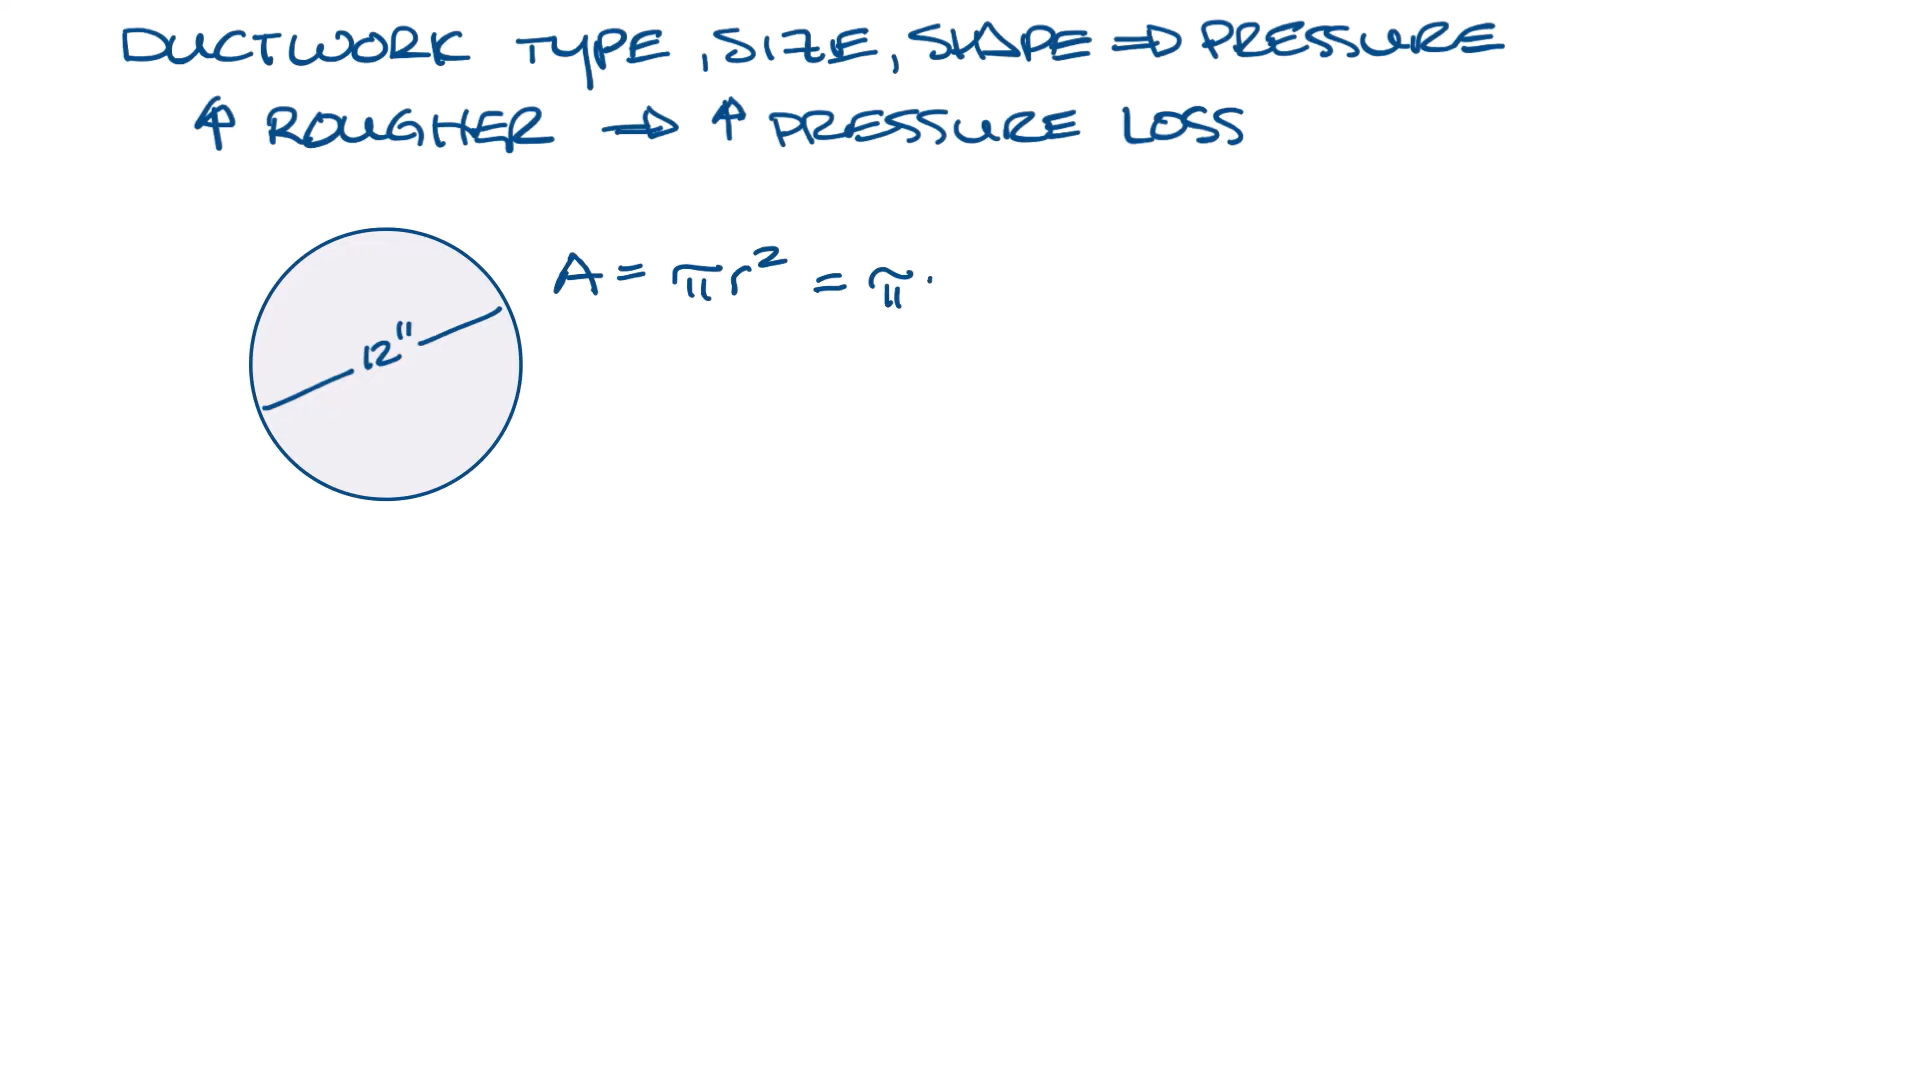 DUCTWORK TYPE, SIZE, SHAPE ⇒ PRESSURE
↑ ROUGHER ⇒ ↑ PRESSURE LOSS
A = πr² = π ·
12"